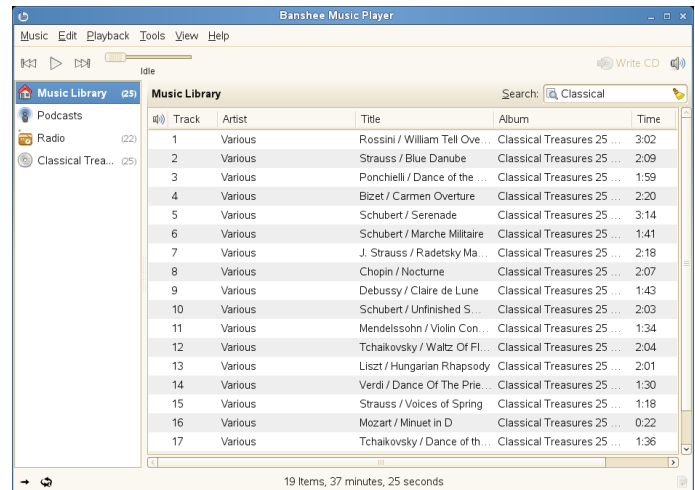 Banshee Music Player
Music Edit Playback Tools View Help
Idle
Write CD
Music Library (25)
Podcasts
Radio (22)
Classical Trea... (25)
Music Library Search: Classical
Track Artist Title Album Time
1 Various Rossini / William Tell Ove... Classical Treasures 25 ... 3:02
2 Various Strauss / Blue Danube Classical Treasures 25 ... 2:09
3 Various Ponchielli / Dance of the ... Classical Treasures 25 ... 1:59
4 Various Bizet / Carmen Overture Classical Treasures 25 ... 2:20
5 Various Schubert / Serenade Classical Treasures 25 ... 3:14
6 Various Schubert / Marche Militaire Classical Treasures 25 ... 1:41
7 Various J. Strauss / Radetsky Ma... Classical Treasures 25 ... 2:18
8 Various Chopin / Nocturne Classical Treasures 25 ... 2:07
9 Various Debussy / Claire de Lune Classical Treasures 25 ... 1:43
10 Various Schubert / Unfinished S... Classical Treasures 25 ... 2:03
11 Various Mendelssohn / Violin Con... Classical Treasures 25 ... 1:34
12 Various Tchaikovsky / Waltz Of Fl... Classical Treasures 25 ... 2:04
13 Various Liszt / Hungarian Rhapsody Classical Treasures 25 ... 2:01
14 Various Verdi / Dance Of The Prie... Classical Treasures 25 ... 1:30
15 Various Strauss / Voices of Spring Classical Treasures 25 ... 1:18
16 Various Mozart / Minuet in D Classical Treasures 25 ... 0:22
17 Various Tchaikovsky / Dance of th... Classical Treasures 25 ... 1:36
19 Items, 37 minutes, 25 seconds